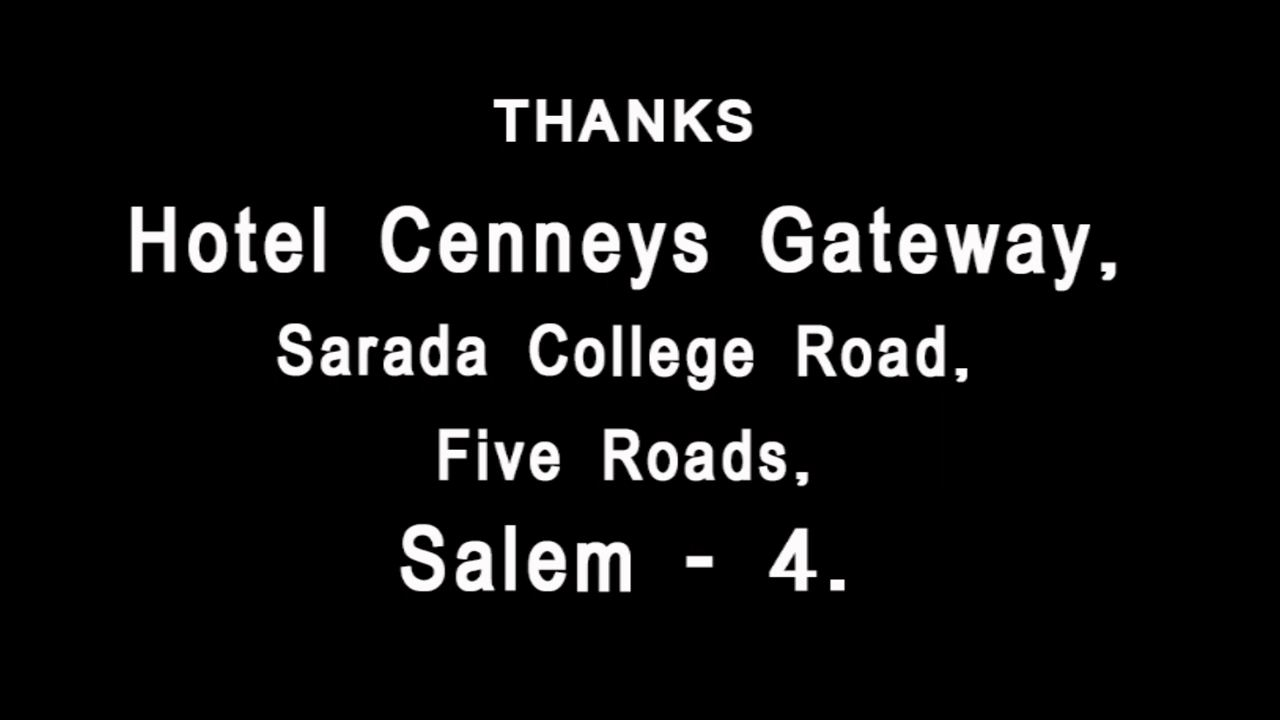 THANKS
Hotel Cenneys Gateway,
Sarada College Road,
Five Roads,
Salem - 4.